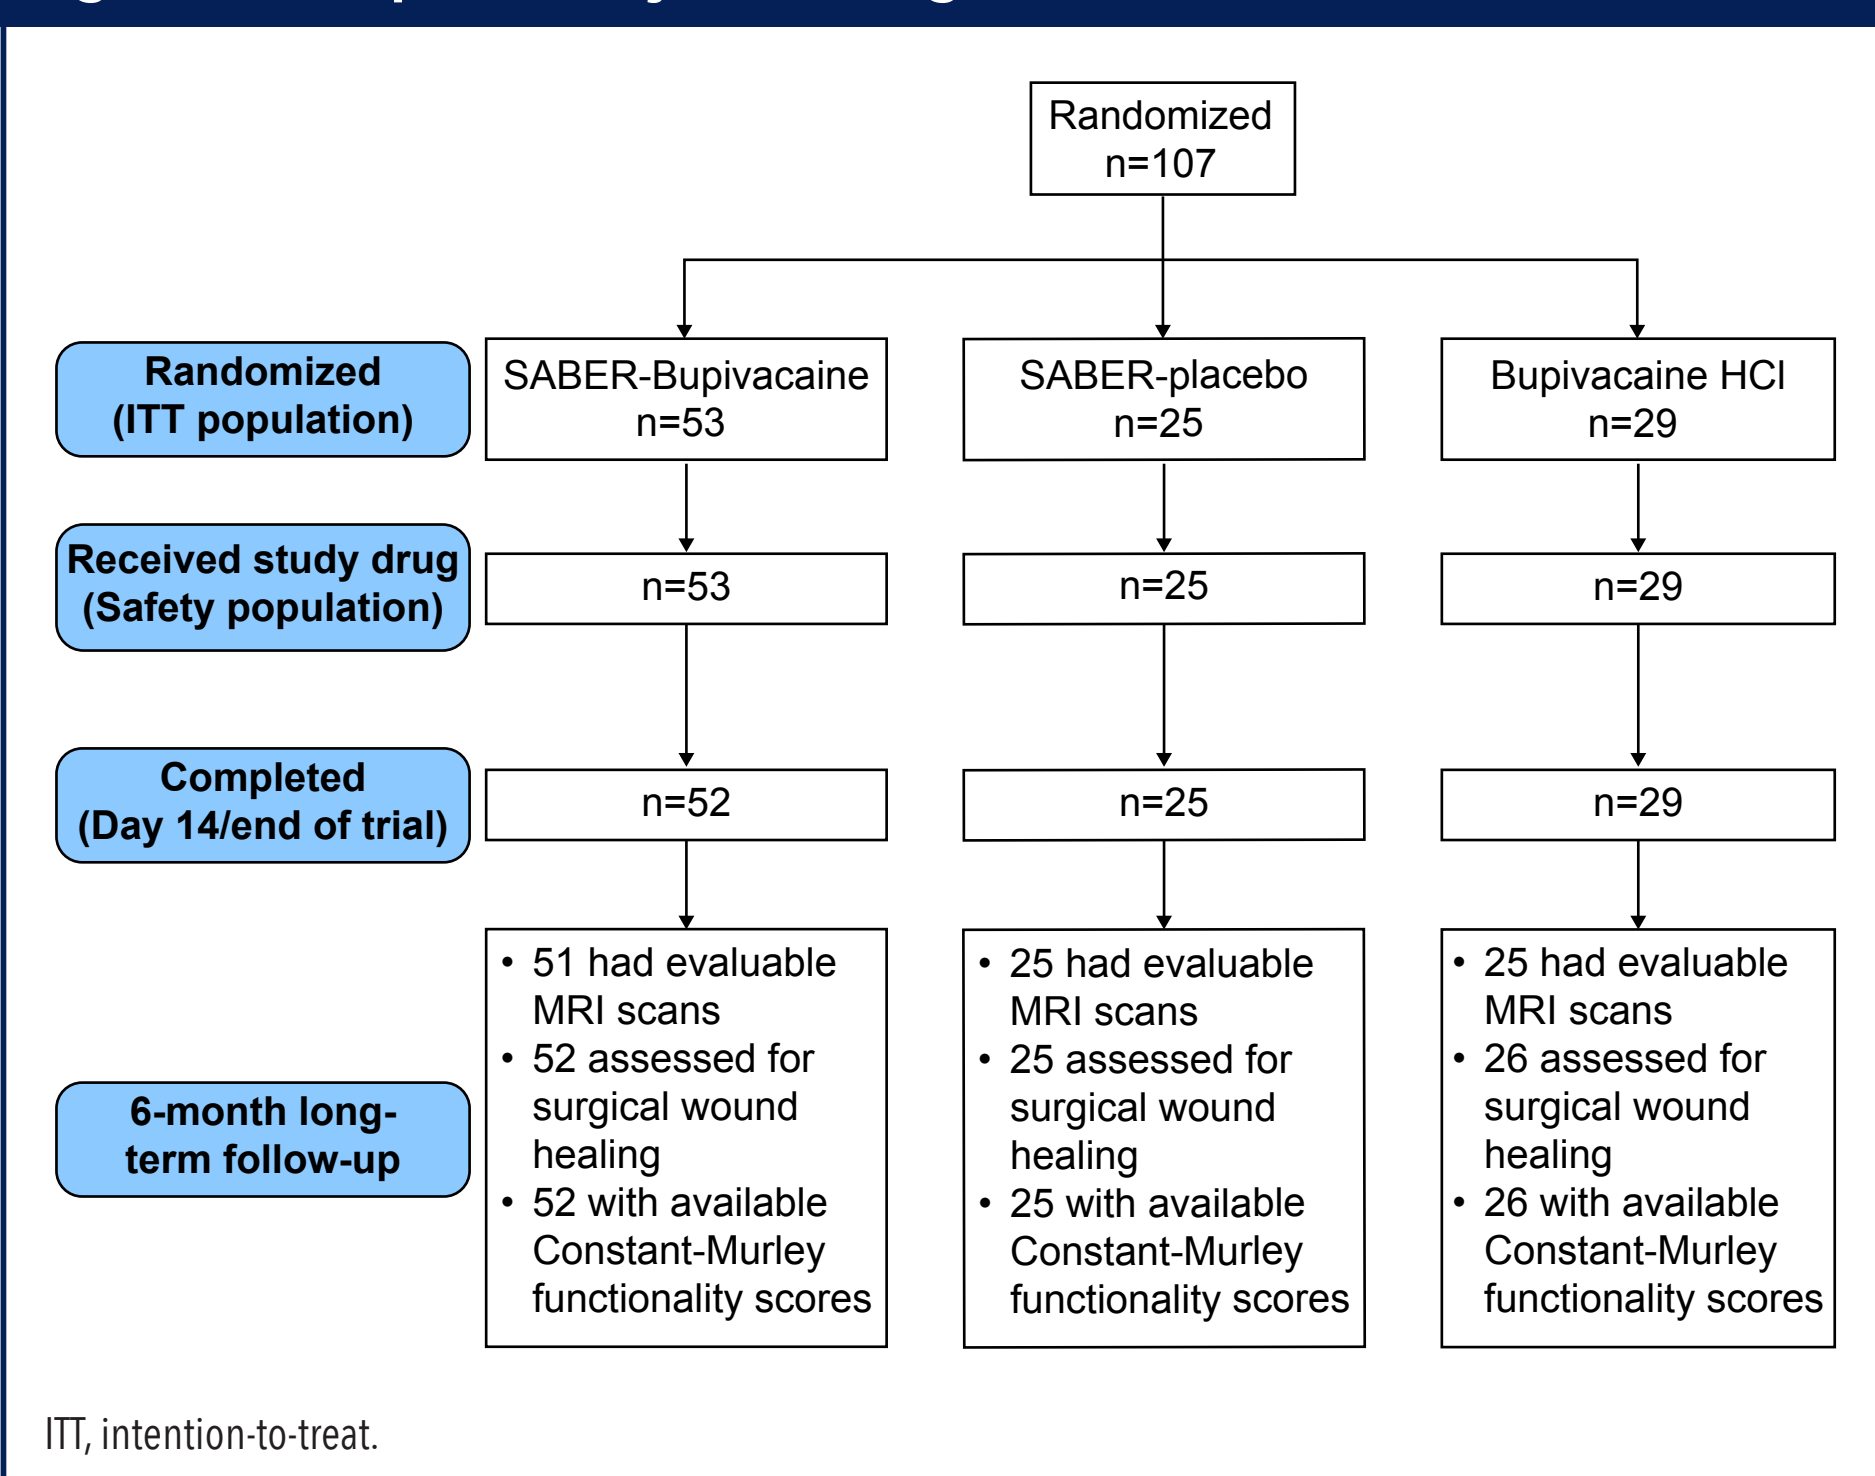 Randomized
n=107
Randomized
(ITT population)
SABER-Bupivacaine
n=53
SABER-placebo
n=25
Bupivacaine HCl
n=29
Received study drug
(Safety population)
n=53
n=25
n=29
Completed
(Day 14/end of trial)
n=52
n=25
n=29
6-month long-
term follow-up
• 51 had evaluable
MRI scans
• 52 assessed for
surgical wound
healing
• 52 with available
Constant-Murley
functionality scores
• 25 had evaluable
MRI scans
• 25 assessed for
surgical wound
healing
• 25 with available
Constant-Murley
functionality scores
• 25 had evaluable
MRI scans
• 26 assessed for
surgical wound
healing
• 26 with available
Constant-Murley
functionality scores
ITT, intention-to-treat.